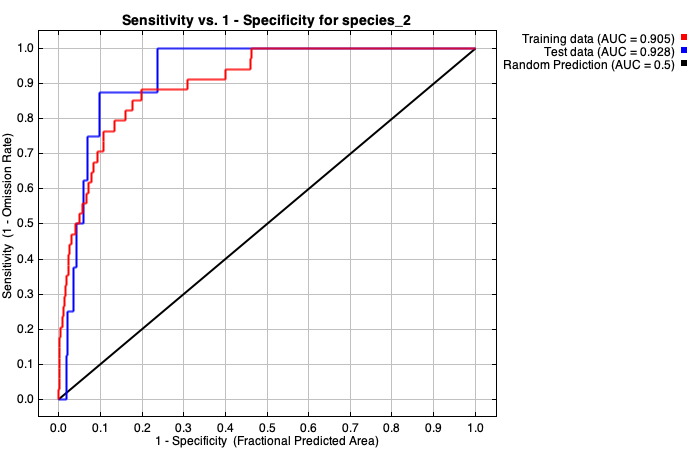 Sensitivity vs. 1 - Specificity for species_2
Training data (AUC = 0.905)
Test data (AUC = 0.928)
Random Prediction (AUC = 0.5)
Sensitivity (1 - Omission Rate)
1.0
0.9
0.8
0.7
0.6
0.5
0.4
0.3
0.2
0.1
0.0
0.0 0.1 0.2 0.3 0.4 0.5 0.6 0.7 0.8 0.9 1.0
1 - Specificity (Fractional Predicted Area)